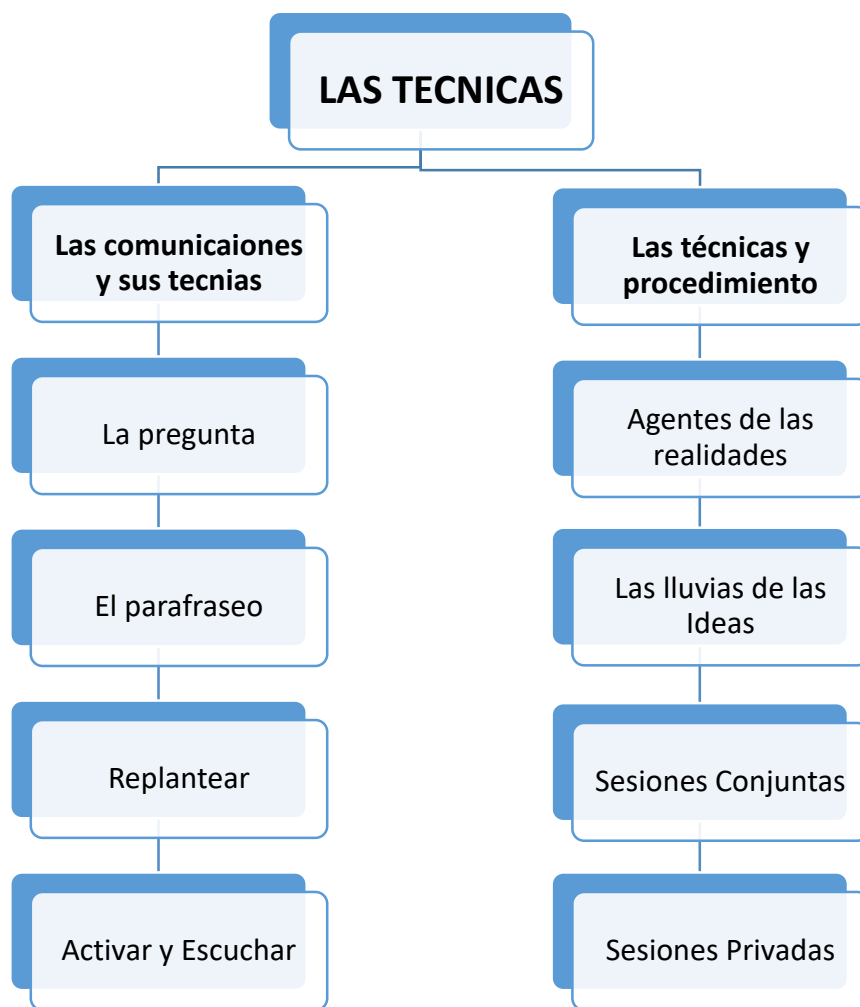 LAS TECNICAS
Las comunicaiones
y sus tecnias
La pregunta
El parafraseo
Replantear
Activar y Escuchar
Las técnicas y
procedimiento
Agentes de las
realidades
Las lluvias de las
Ideas
Sesiones Conjuntas
Sesiones Privadas